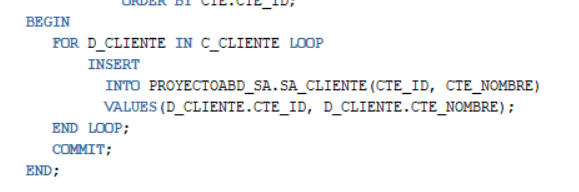 ORDER BY CTE.CTE_ID;
BEGIN
FOR D_CLIENTE IN C_CLIENTE LOOP
INSERT
INTO PROYECTOABD_SA.SA_CLIENTE(CTE_ID, CTE_NOMBRE)
VALUES(D_CLIENTE.CTE_ID, D_CLIENTE.CTE_NOMBRE);
END LOOP;
COMMIT;
END;